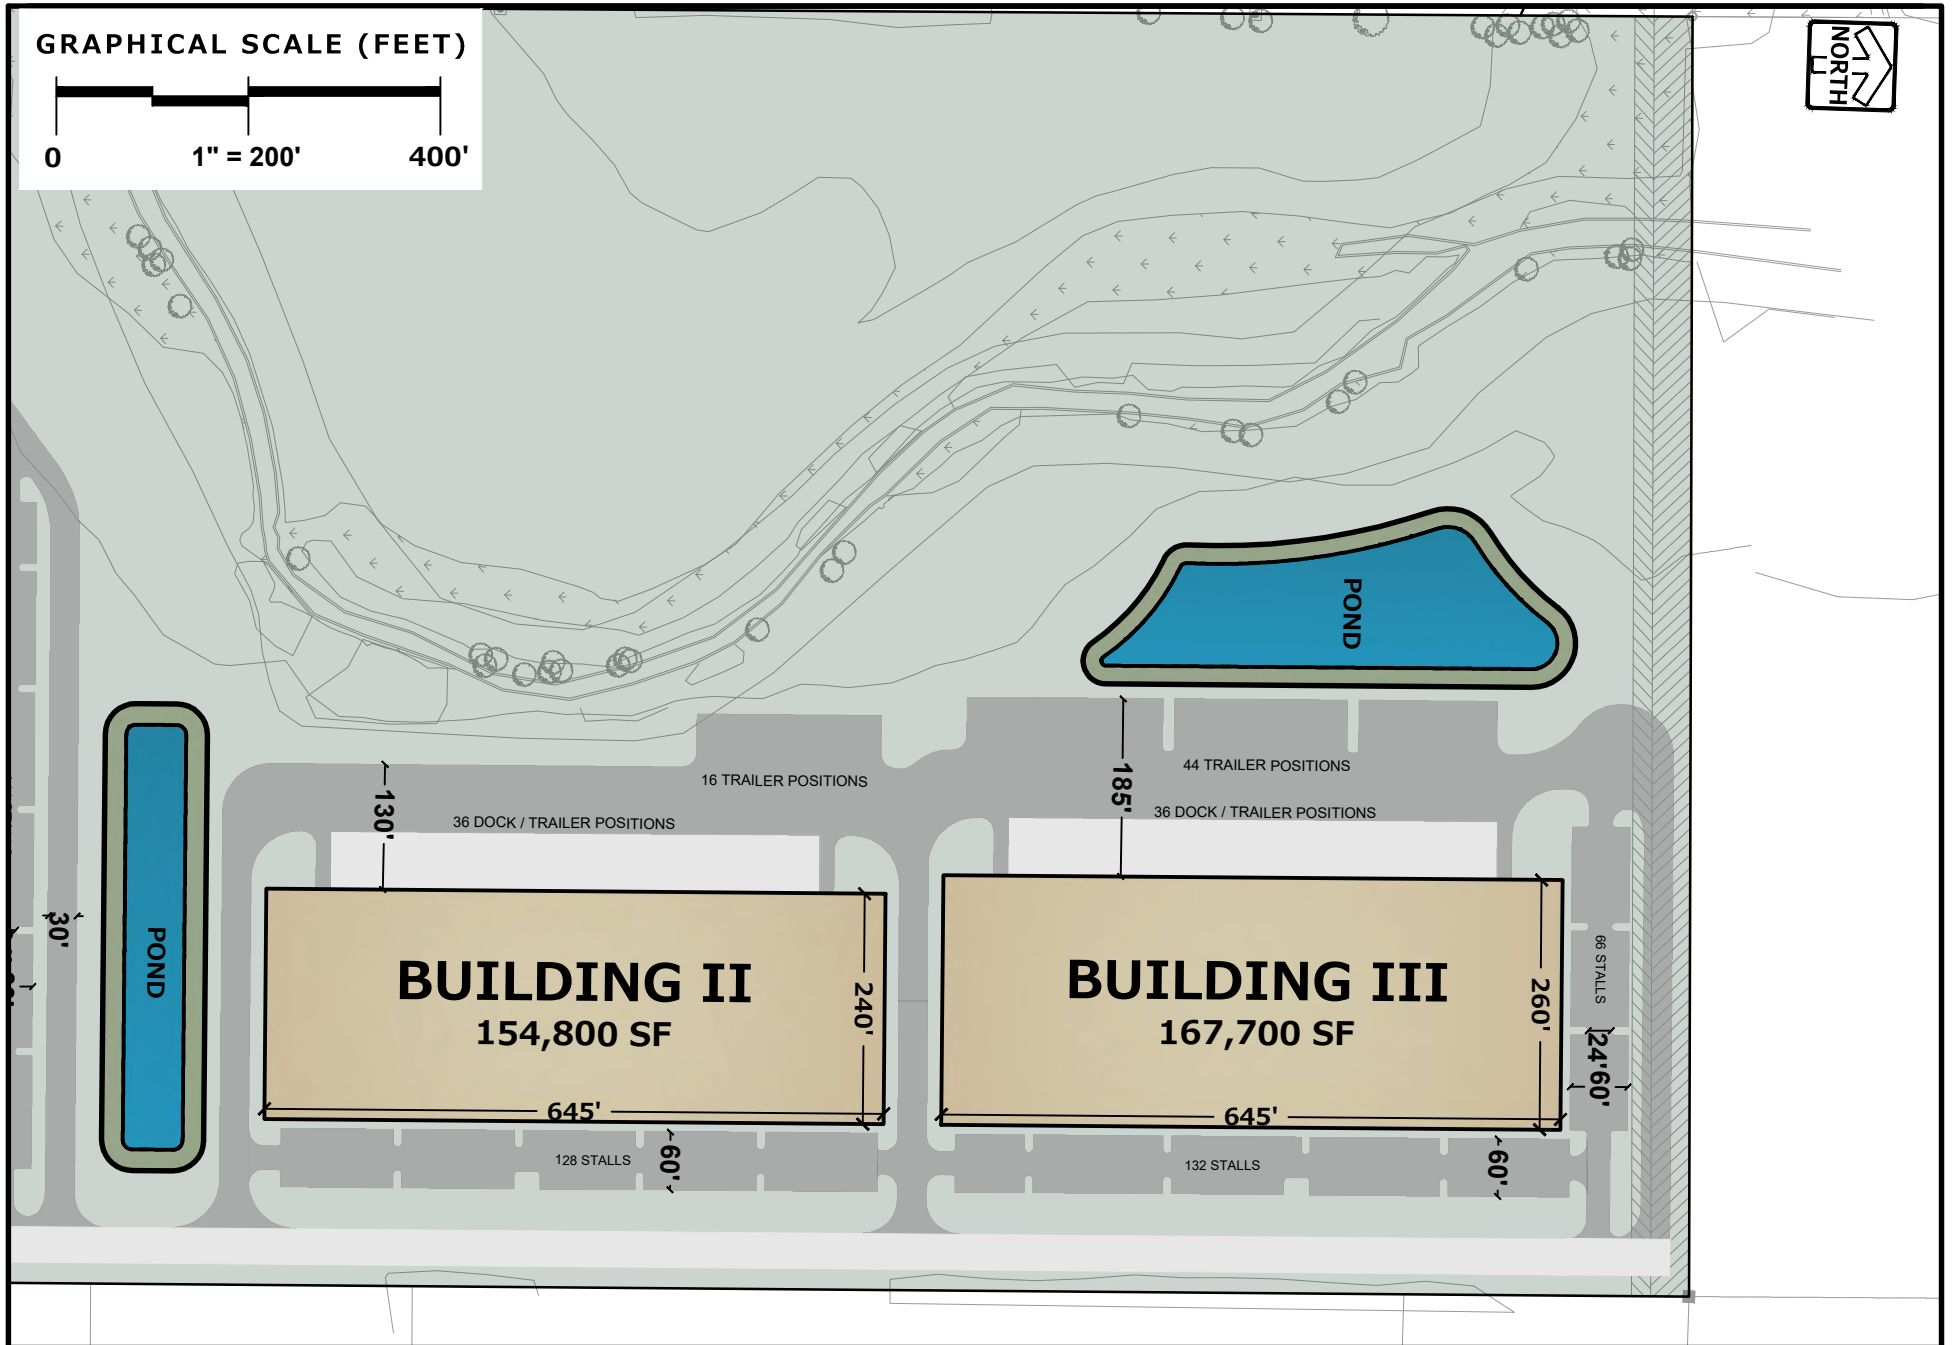 GRAPHICAL SCALE (FEET)
0
1" = 200'
400'
NORTH
POND
185'
44 TRAILER POSITIONS
16 TRAILER POSITIONS
130'
36 DOCK / TRAILER POSITIONS
36 DOCK / TRAILER POSITIONS
30'
POND
BUILDING II
154,800 SF
240'
645'
BUILDING III
167,700 SF
260'
645'
66 STALLS
24'
60'
128 STALLS
60'
132 STALLS
60'